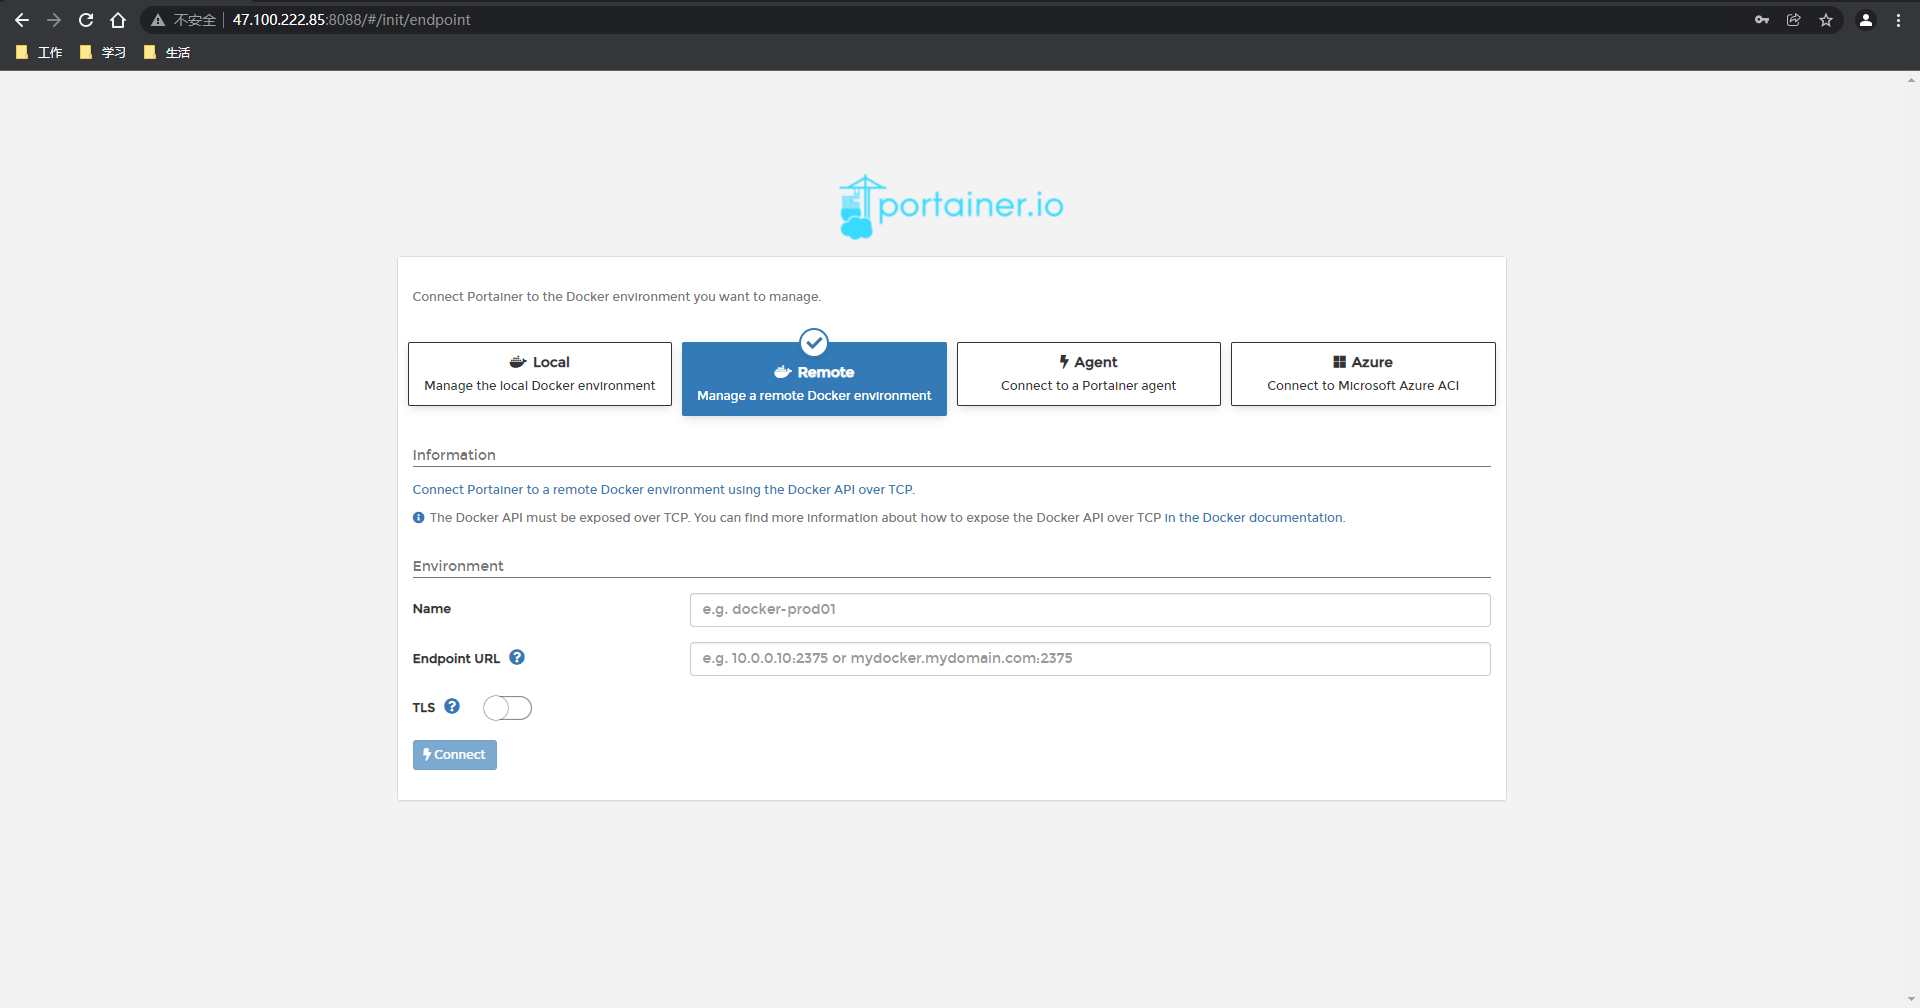 不安全 47.100.222.85:8088/#/init/endpoint
工作 学习 生活
portainer.io
Connect Portainer to the Docker environment you want to manage.
Local
Manage the local Docker environment
Remote
Manage a remote Docker environment
Agent
Connect to a Portainer agent
Azure
Connect to Microsoft Azure ACI
Information
Connect Portainer to a remote Docker environment using the Docker API over TCP.
The Docker API must be exposed over TCP. You can find more information about how to expose the Docker API over TCP in the Docker documentation.
Environment
Name e.g. docker-prod01
Endpoint URL e.g. 10.0.0.10:2375 or mydocker.mydomain.com:2375
TLS
Connect